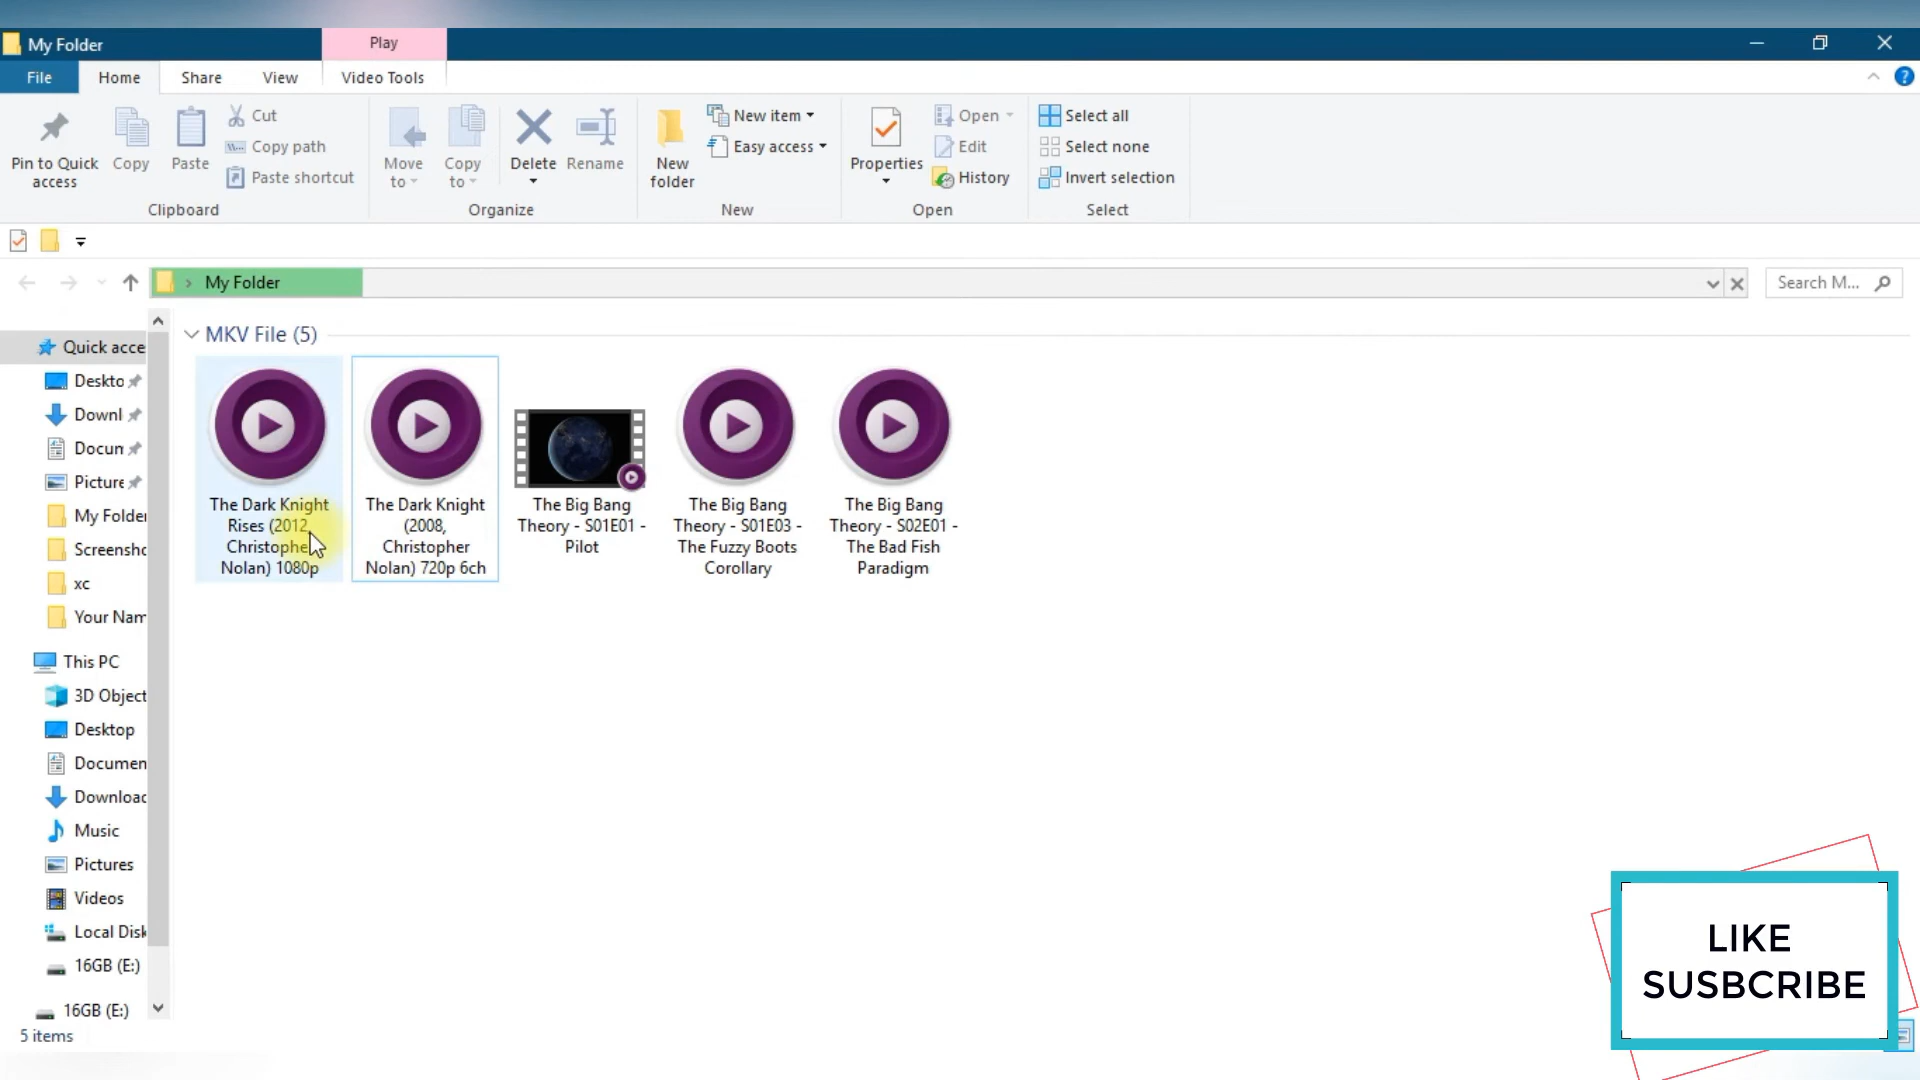 My Folder
Play
File
Home
Share
View
Video Tools
Pin to Quick
access
Copy
Paste
Cut
Copy path
Paste shortcut
Move
to
Copy
to
Delete
Rename
New
folder
New item
Easy access
Properties
Open
Edit
History
Select all
Select none
Invert selection
Clipboard
Organize
New
Open
Select
My Folder
Search M...
MKV File (5)
The Dark Knight
Rises (2012,
Christopher
Nolan) 1080p
The Dark Knight
(2008,
Christopher
Nolan) 720p 6ch
The Big Bang
Theory - S01E01 -
Pilot
The Big Bang
Theory - S01E03 -
The Fuzzy Boots
Corollary
The Big Bang
Theory - S02E01 -
The Bad Fish
Paradigm
Quick acce
Deskto
Downl
Docum
Picture
My Folder
Screensho
xc
Your Nam
This PC
3D Object
Desktop
Documen
Download
Music
Pictures
Videos
Local Disk
16GB (E:)
16GB (E:)
5 items
LIKE
SUSBCRIBE